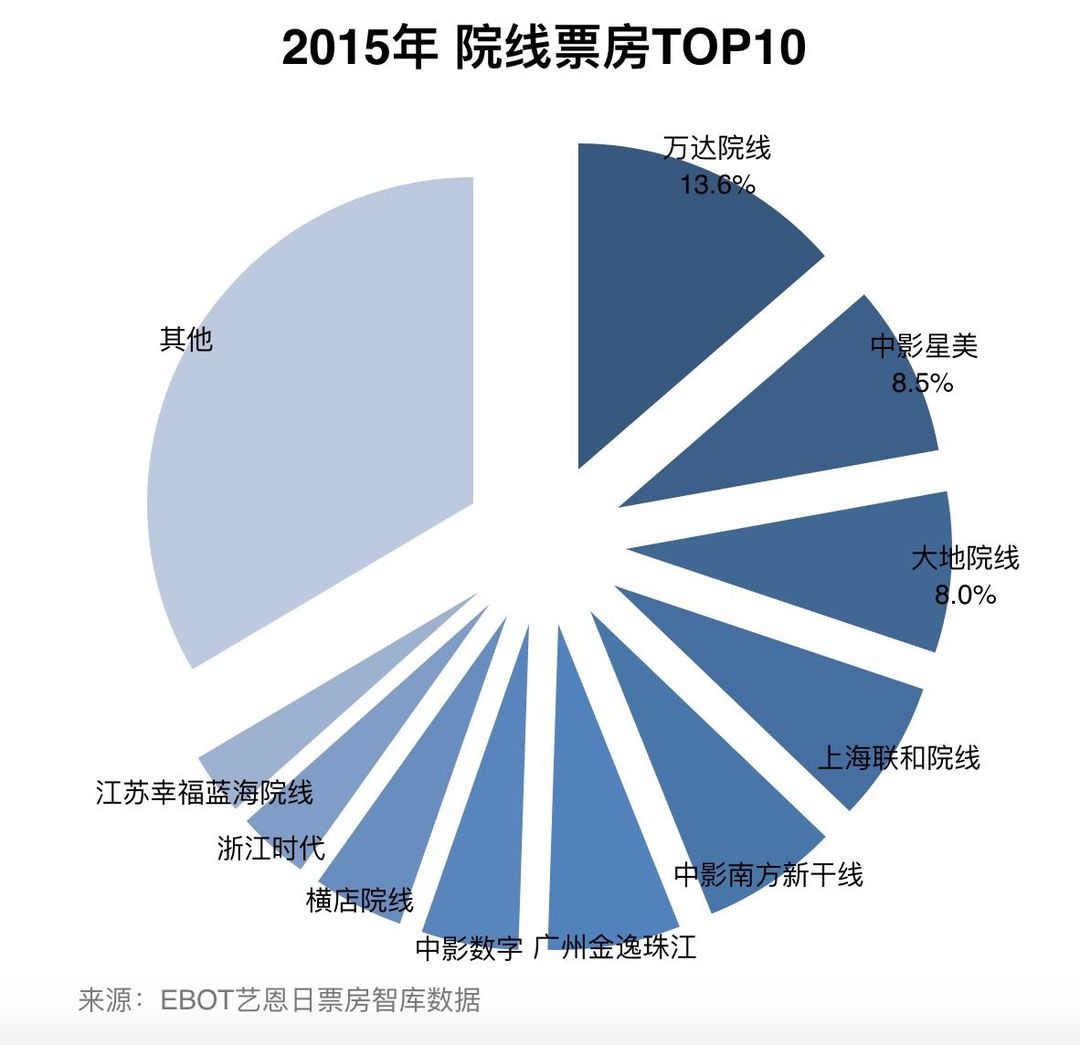 2015年 院线票房TOP10
万达院线
13.6%
中影星美
8.5%
大地院线
8.0%
上海联和院线
中影南方新干线
广州金逸珠江
中影数字
横店院线
浙江时代
江苏幸福蓝海院线
其他
来源：EBOT艺恩日票房智库数据